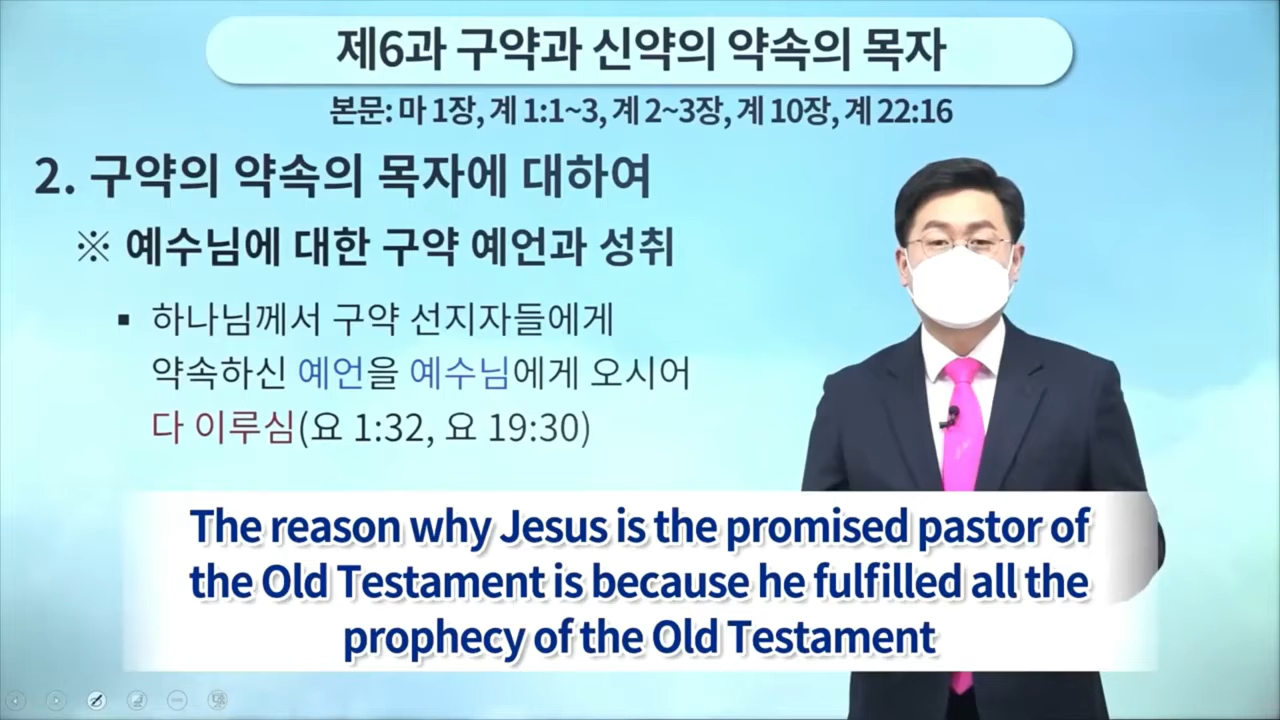 제6과 구약과 신약의 약속의 목자
본문: 마 1장, 계 1:1~3, 계 2~3장, 계 10장, 계 22:16
2. 구약의 약속의 목자에 대하여
※ 예수님에 대한 구약 예언과 성취
▪ 하나님께서 구약 선지자들에게
약속하신 예언을 예수님에게 오시어
다 이루심(요 1:32, 요 19:30)
The reason why Jesus is the promised pastor of
the Old Testament is because he fulfilled all the
prophecy of the Old Testament